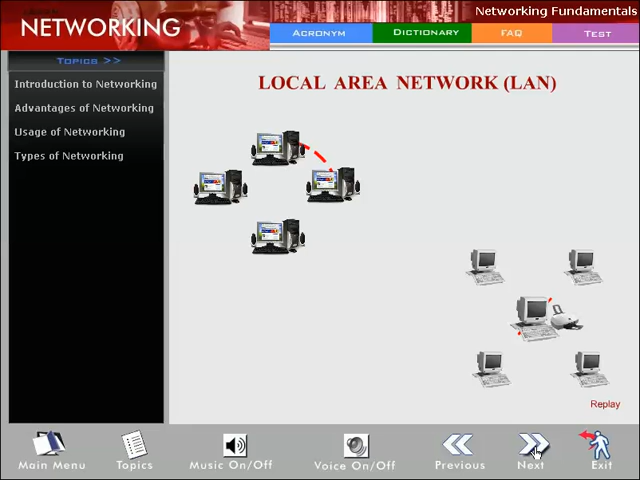 Networking Fundamentals
NETWORKING
ACRONYM
DICTIONARY
FAQ
TEST
TOPICS >>
Introduction to Networking
Advantages of Networking
Usage of Networking
Types of Networking
LOCAL AREA NETWORK (LAN)
Replay
Main Menu
Topics
Music On/Off
Voice On/Off
Previous
Next
Exit